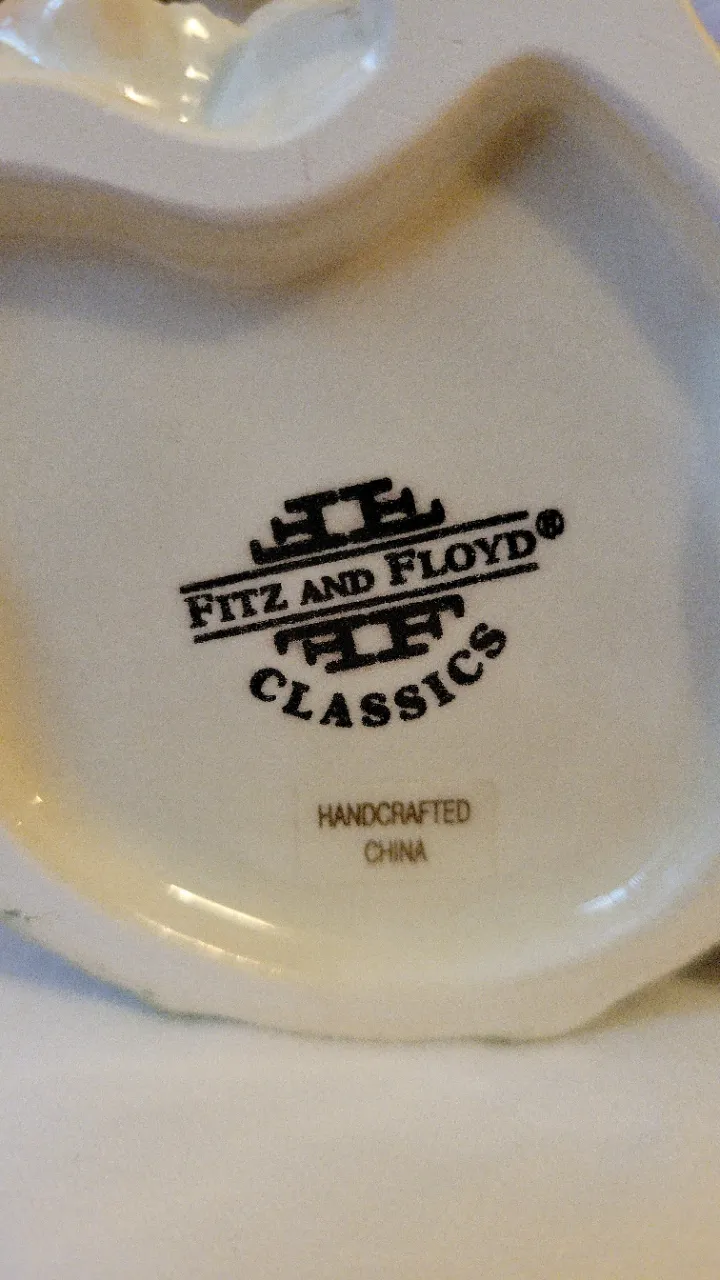 FITZ AND FLOYD®
CLASSICS
HANDCRAFTED
CHINA